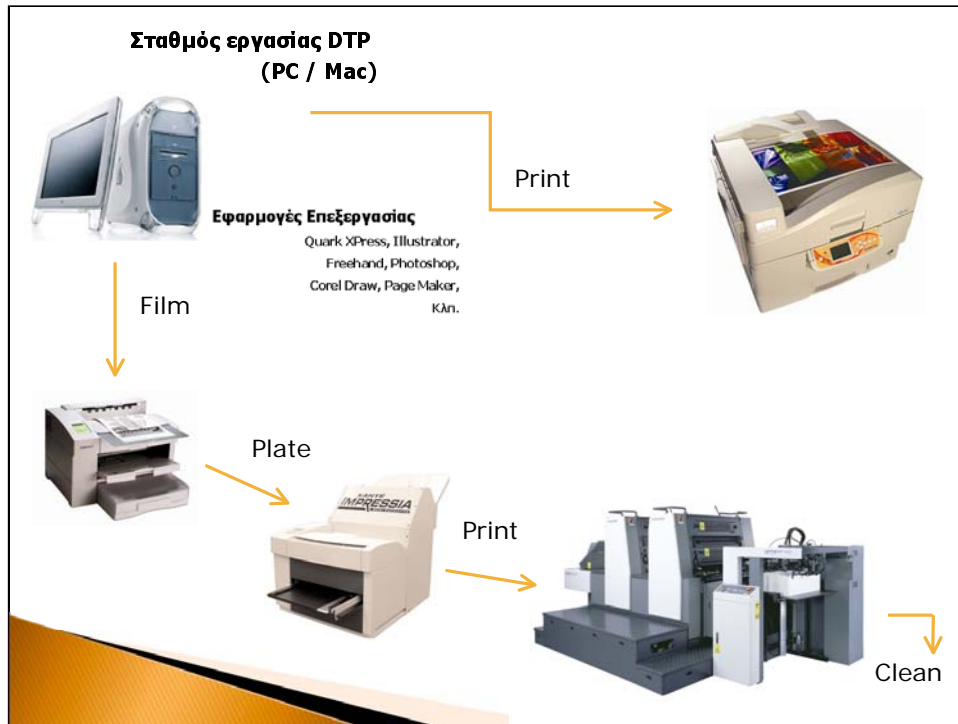 Σταθμός εργασίας DTP
(PC / Mac)
Print
Εφαρμογές Επεξεργασίας
Quark XPress, Illustrator,
Freehand, Photoshop,
Corel Draw, Page Maker,
Κλπ.
Film
Plate
XANTÉ
IMPRESSIA
Print
Clean